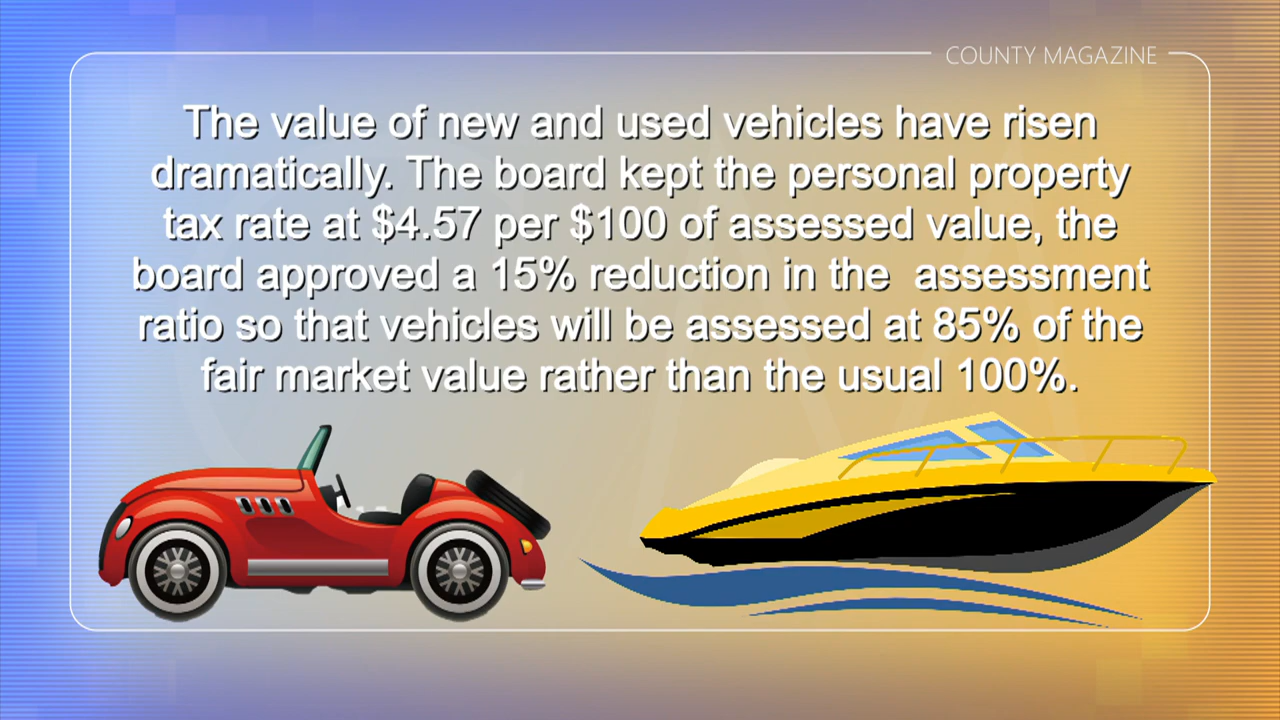 COUNTY MAGAZINE
The value of new and used vehicles have risen
dramatically. The board kept the personal property
tax rate at $4.57 per $100 of assessed value, the
board approved a 15% reduction in the  assessment
ratio so that vehicles will be assessed at 85% of the
fair market value rather than the usual 100%.